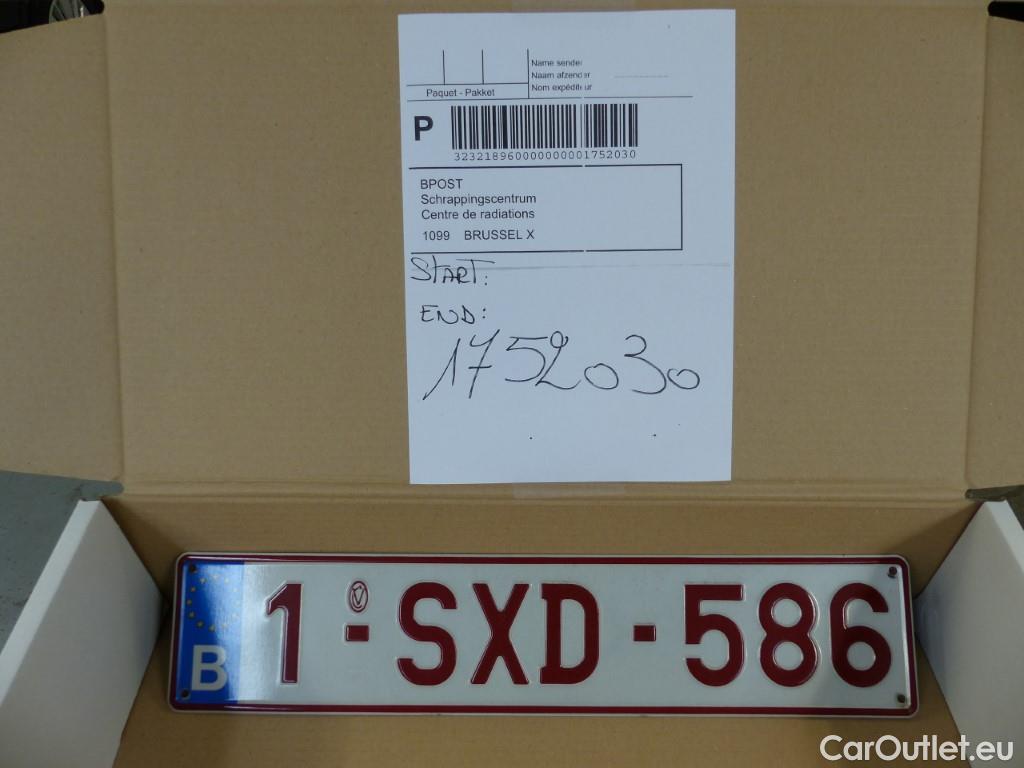 Name sender
Naam afzender
Nom expéditeur
Paquet - Pakket
P
323218960000000001752030
BPOST
Schrappingscentrum
Centre de radiations
1099 BRUSSEL X
START:
END:
1752030
B 1-SXD-586
CarOutlet.eu